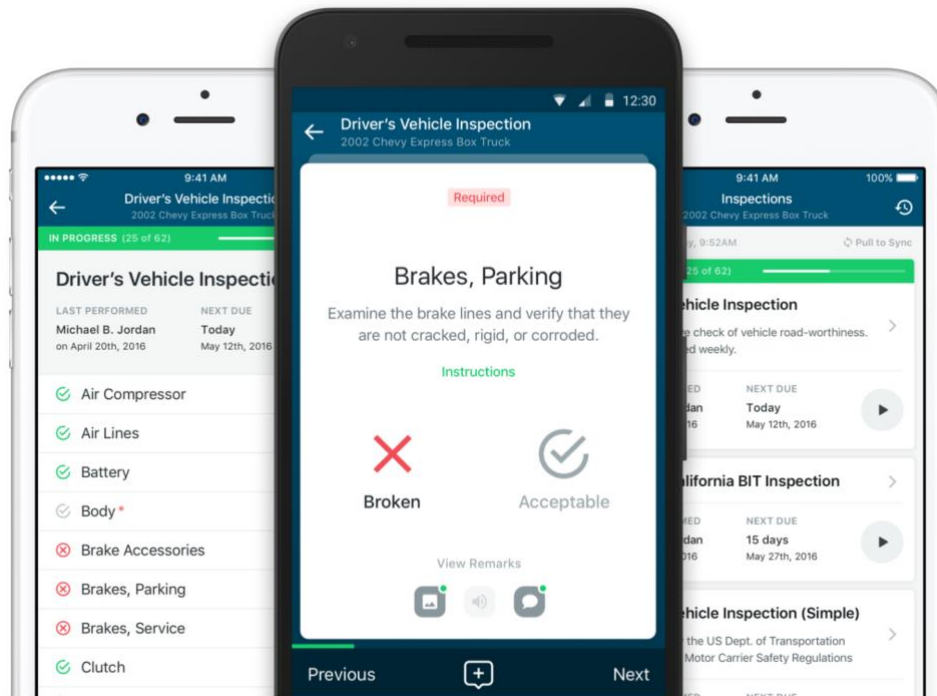 9:41 AM
Driver's Vehicle
2002 Chevy Express Box
IN PROGRESS (25 of 62)
Driver's Vehicle
LAST PERFORMED
NEXT DUE
Michael B. Jordan
Today
on April 20th, 2016
May 12th, 2016
Air Compressor
Air Lines
Battery
Body *
Brake Accessories
Brakes, Parking
Brakes, Service
Clutch
12:30
Driver's Vehicle Inspection
2002 Chevy Express Box Truck
Required
Brakes, Parking
Examine the brake lines and verify that they
are not cracked, rigid, or corroded.
Instructions
Broken
Acceptable
View Remarks
Previous
Next
9:41 AM
100%
Inspections
2002 Chevy Express Box Truck
9:52AM
Pull to Sync
25 of 62)
Inspection
check of vehicle road-worthiness.
weekly.
NEXT DUE
Today
May 12th, 2016
BIT Inspection
NEXT DUE
15 days
May 27th, 2016
Inspection (Simple)
the US Dept. of Transportation
Motor Carrier Safety Regulations